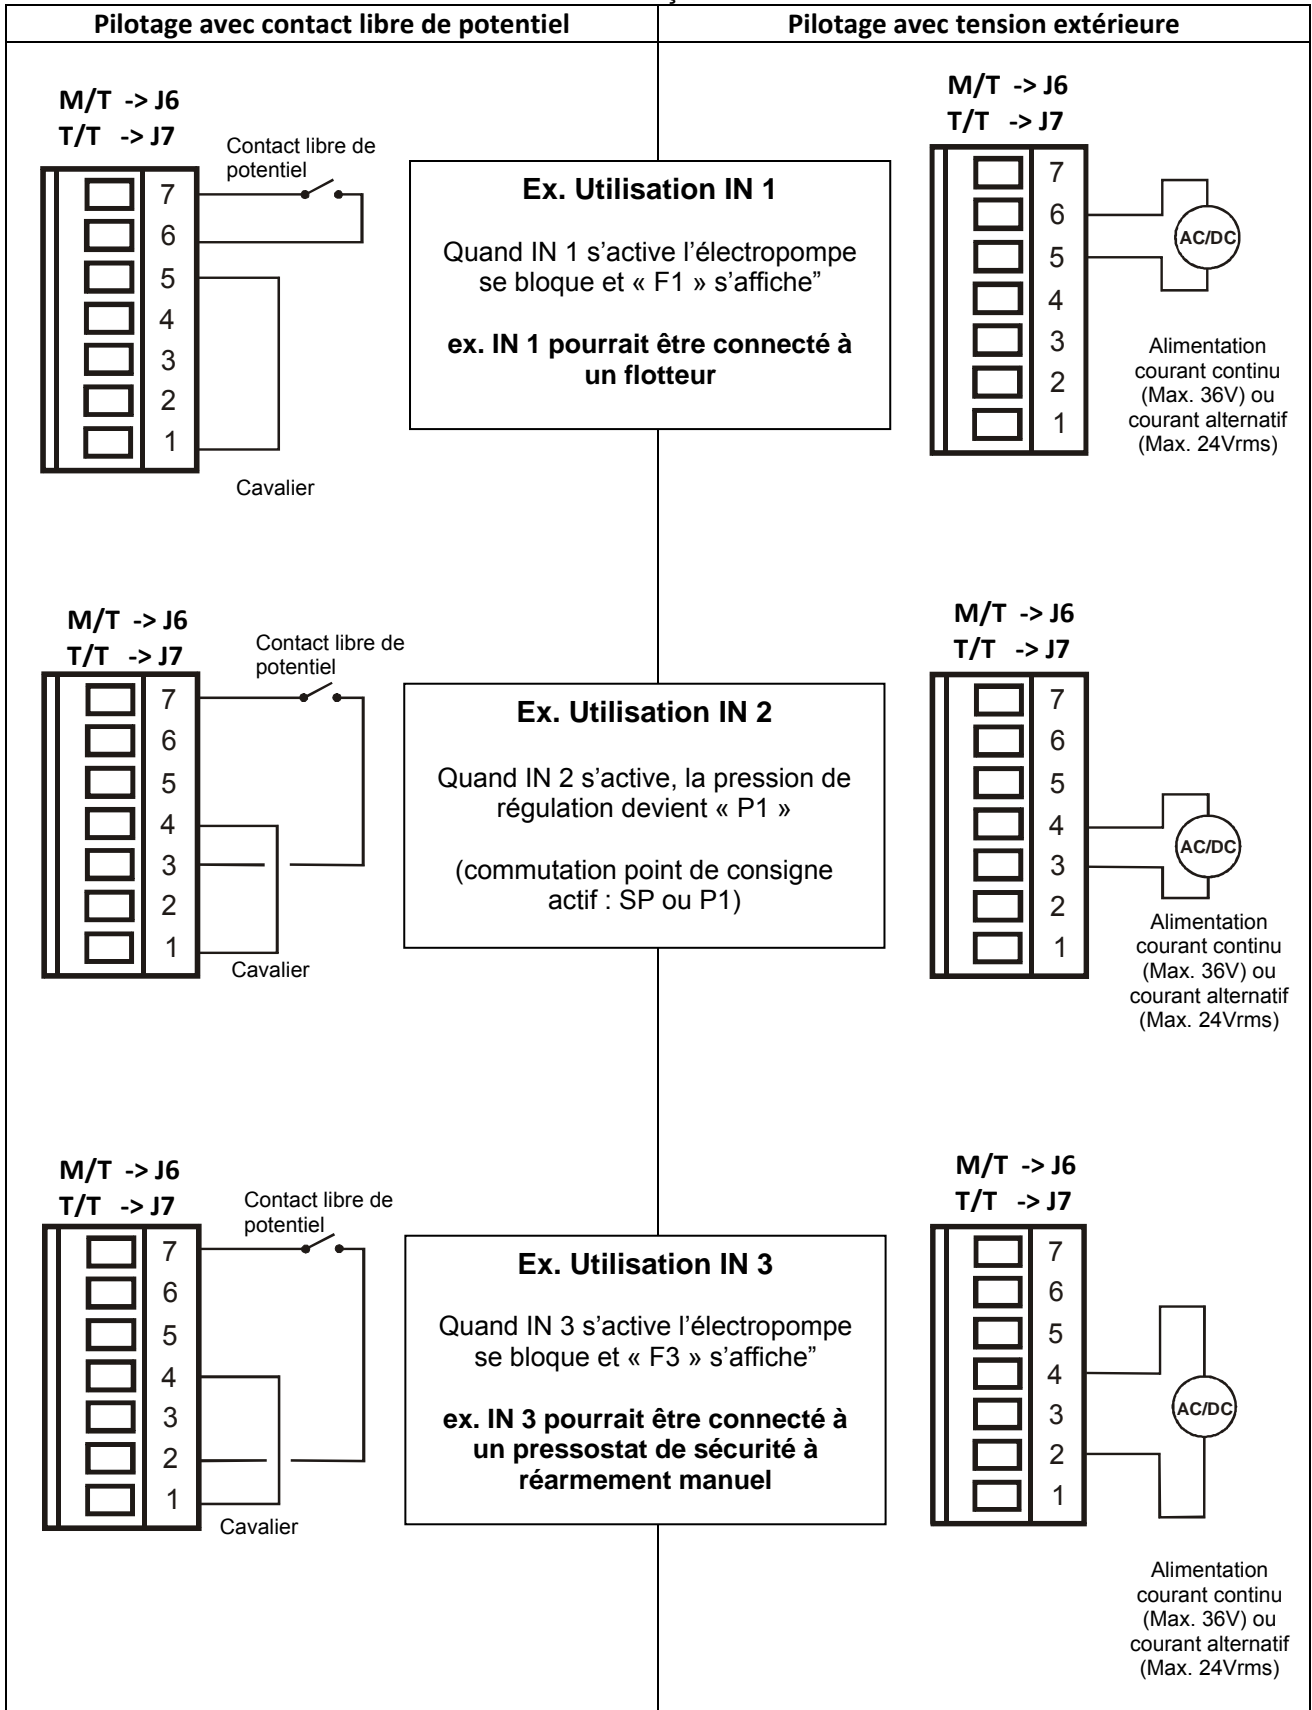 Pilotage avec contact libre de potentiel
Pilotage avec tension extérieure
M/T -> J6
T/T -> J7
Contact libre de
potentiel
7
6
5
4
3
2
1
Cavalier
Ex. Utilisation IN 1
Quand IN 1 s’active l’électropompe
se bloque et « F1 » s’affiche”
ex. IN 1 pourrait être connecté à
un flotteur
M/T -> J6
T/T -> J7
7
6
5
4
3
2
1
AC/DC
Alimentation
courant continu
(Max. 36V) ou
courant alternatif
(Max. 24Vrms)
M/T -> J6
T/T -> J7
Contact libre de
potentiel
7
6
5
4
3
2
1
Cavalier
Ex. Utilisation IN 2
Quand IN 2 s’active, la pression de
régulation devient « P1 »
(commutation point de consigne
actif : SP ou P1)
M/T -> J6
T/T -> J7
7
6
5
4
3
2
1
AC/DC
Alimentation
courant continu
(Max. 36V) ou
courant alternatif
(Max. 24Vrms)
M/T -> J6
T/T -> J7
Contact libre de
potentiel
7
6
5
4
3
2
1
Cavalier
Ex. Utilisation IN 3
Quand IN 3 s’active l’électropompe
se bloque et « F3 » s’affiche”
ex. IN 3 pourrait être connecté à
un pressostat de sécurité à
réarmement manuel
M/T -> J6
T/T -> J7
7
6
5
4
3
2
1
AC/DC
Alimentation
courant continu
(Max. 36V) ou
courant alternatif
(Max. 24Vrms)